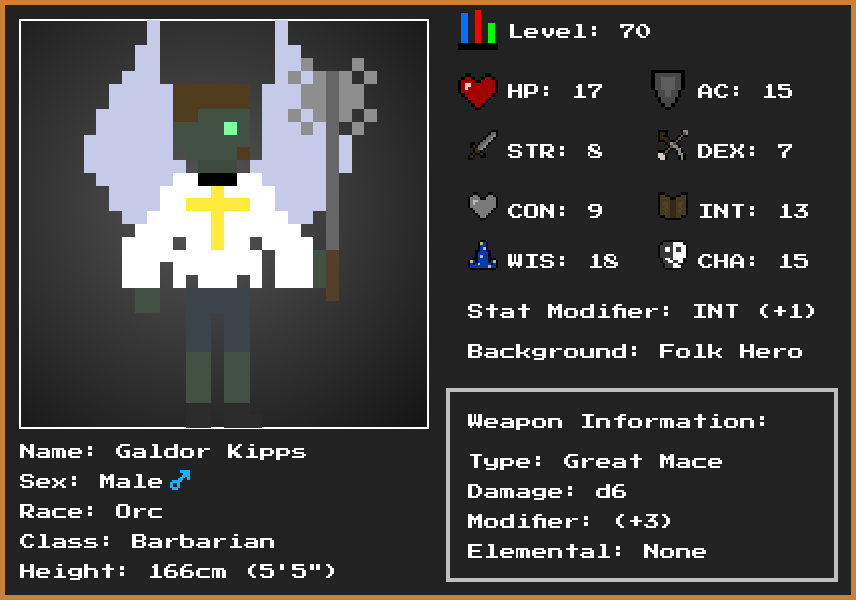 Level: 70
HP: 17
AC: 15
STR: 8
DEX: 7
CON: 9
INT: 13
WIS: 18
CHA: 15
Stat Modifier: INT (+1)
Background: Folk Hero
Weapon Information:
Type: Great Mace
Damage: d6
Modifier: (+3)
Elemental: None
Name: Galdor Kipps
Sex: Male♂
Race: Orc
Class: Barbarian
Height: 166cm (5'5")